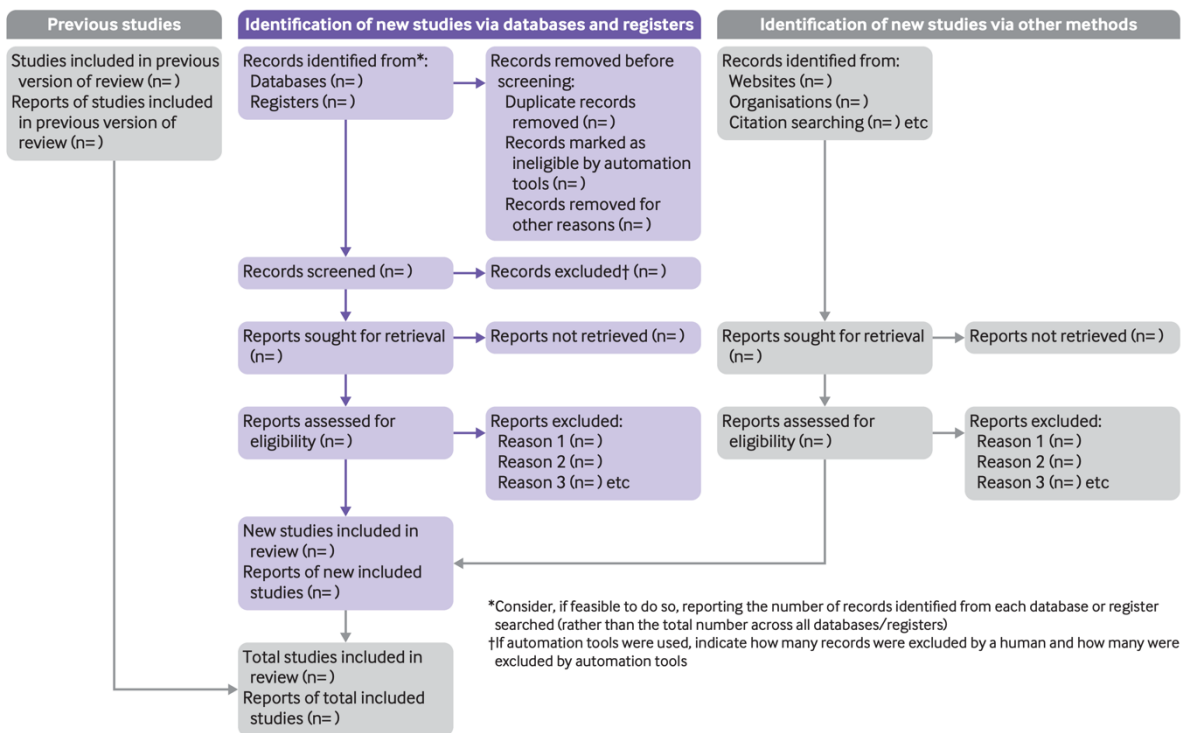 Previous studies
Studies included in previous
version of review (n= )
Reports of studies included
in previous version of
review (n= )
Identification of new studies via databases and registers
Records identified from*:
Databases (n= )
Registers (n= )
Records removed before
screening:
Duplicate records
removed (n= )
Records marked as
ineligible by automation
tools (n= )
Records removed for
other reasons (n= )
Records screened (n= )
Records excluded† (n= )
Reports sought for retrieval
(n= )
Reports not retrieved (n= )
Reports assessed for
eligibility (n= )
Reports excluded:
Reason 1 (n= )
Reason 2 (n= )
Reason 3 (n= ) etc
New studies included in
review (n= )
Reports of new included
studies (n= )
Total studies included in
review (n= )
Reports of total included
studies (n= )
Identification of new studies via other methods
Records identified from:
Websites (n= )
Organisations (n= )
Citation searching (n= ) etc
Reports sought for retrieval
(n= )
Reports not retrieved (n= )
Reports assessed for
eligibility (n= )
Reports excluded:
Reason 1 (n= )
Reason 2 (n= )
Reason 3 (n= ) etc
*Consider, if feasible to do so, reporting the number of records identified from each database or register
searched (rather than the total number across all databases/registers)
†If automation tools were used, indicate how many records were excluded by a human and how many were
excluded by automation tools